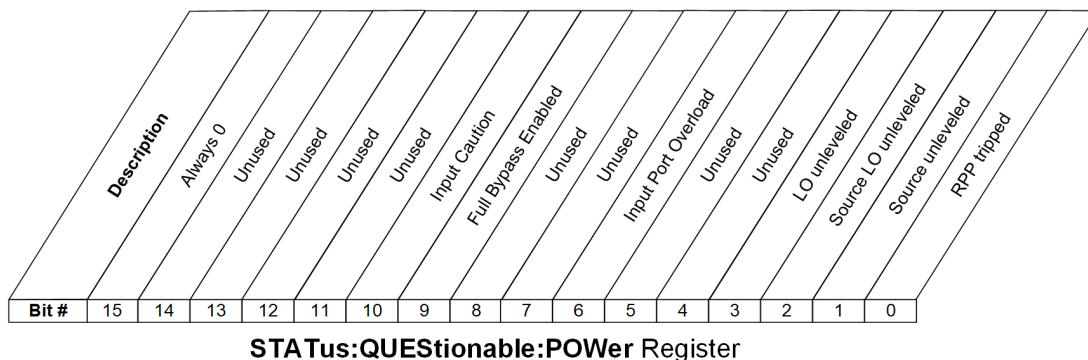 Description
Always 0
Unused
Unused
Unused
Unused
Input Caution
Full Bypass Enabled
Unused
Unused
Input Port Overload
Unused
Unused
LO unleveled
Source LO unleveled
Source unleveled
RPP tripped
Bit # 15 14 13 12 11 10 9 8 7 6 5 4 3 2 1 0
STATus:QUEStionable:POWer Register